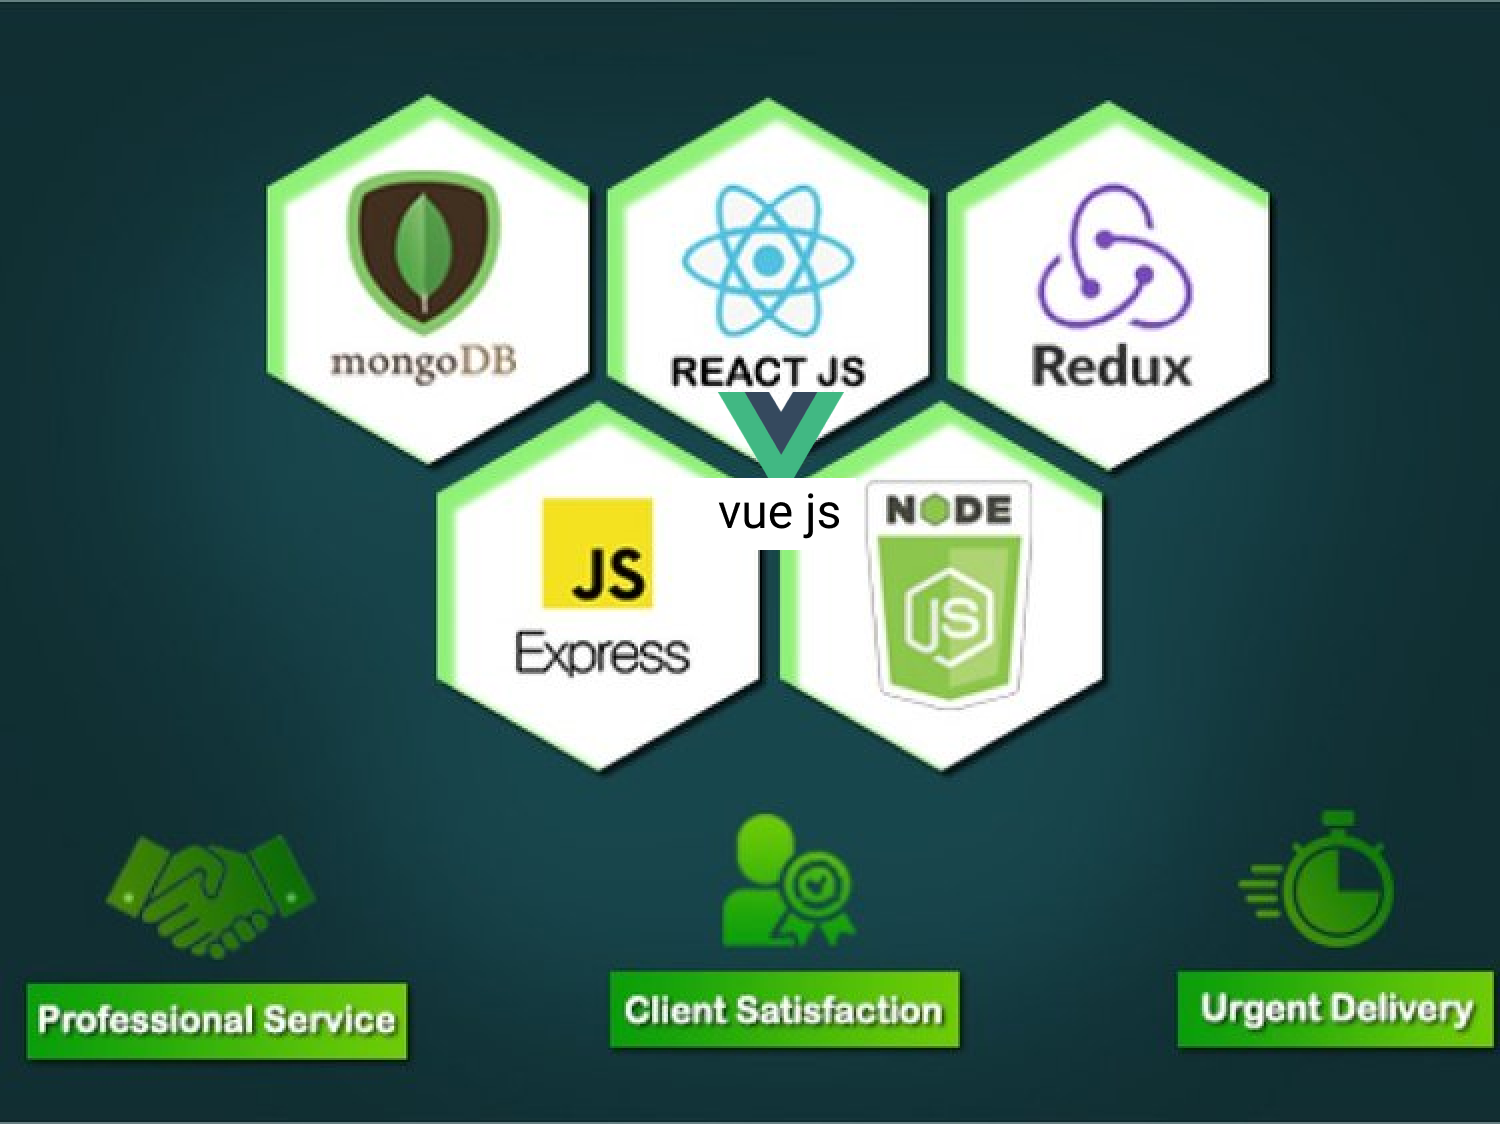 mongoDB
REACT JS
Redux
vue js
JS
Express
NODE
JS
Professional Service
Client Satisfaction
Urgent Delivery